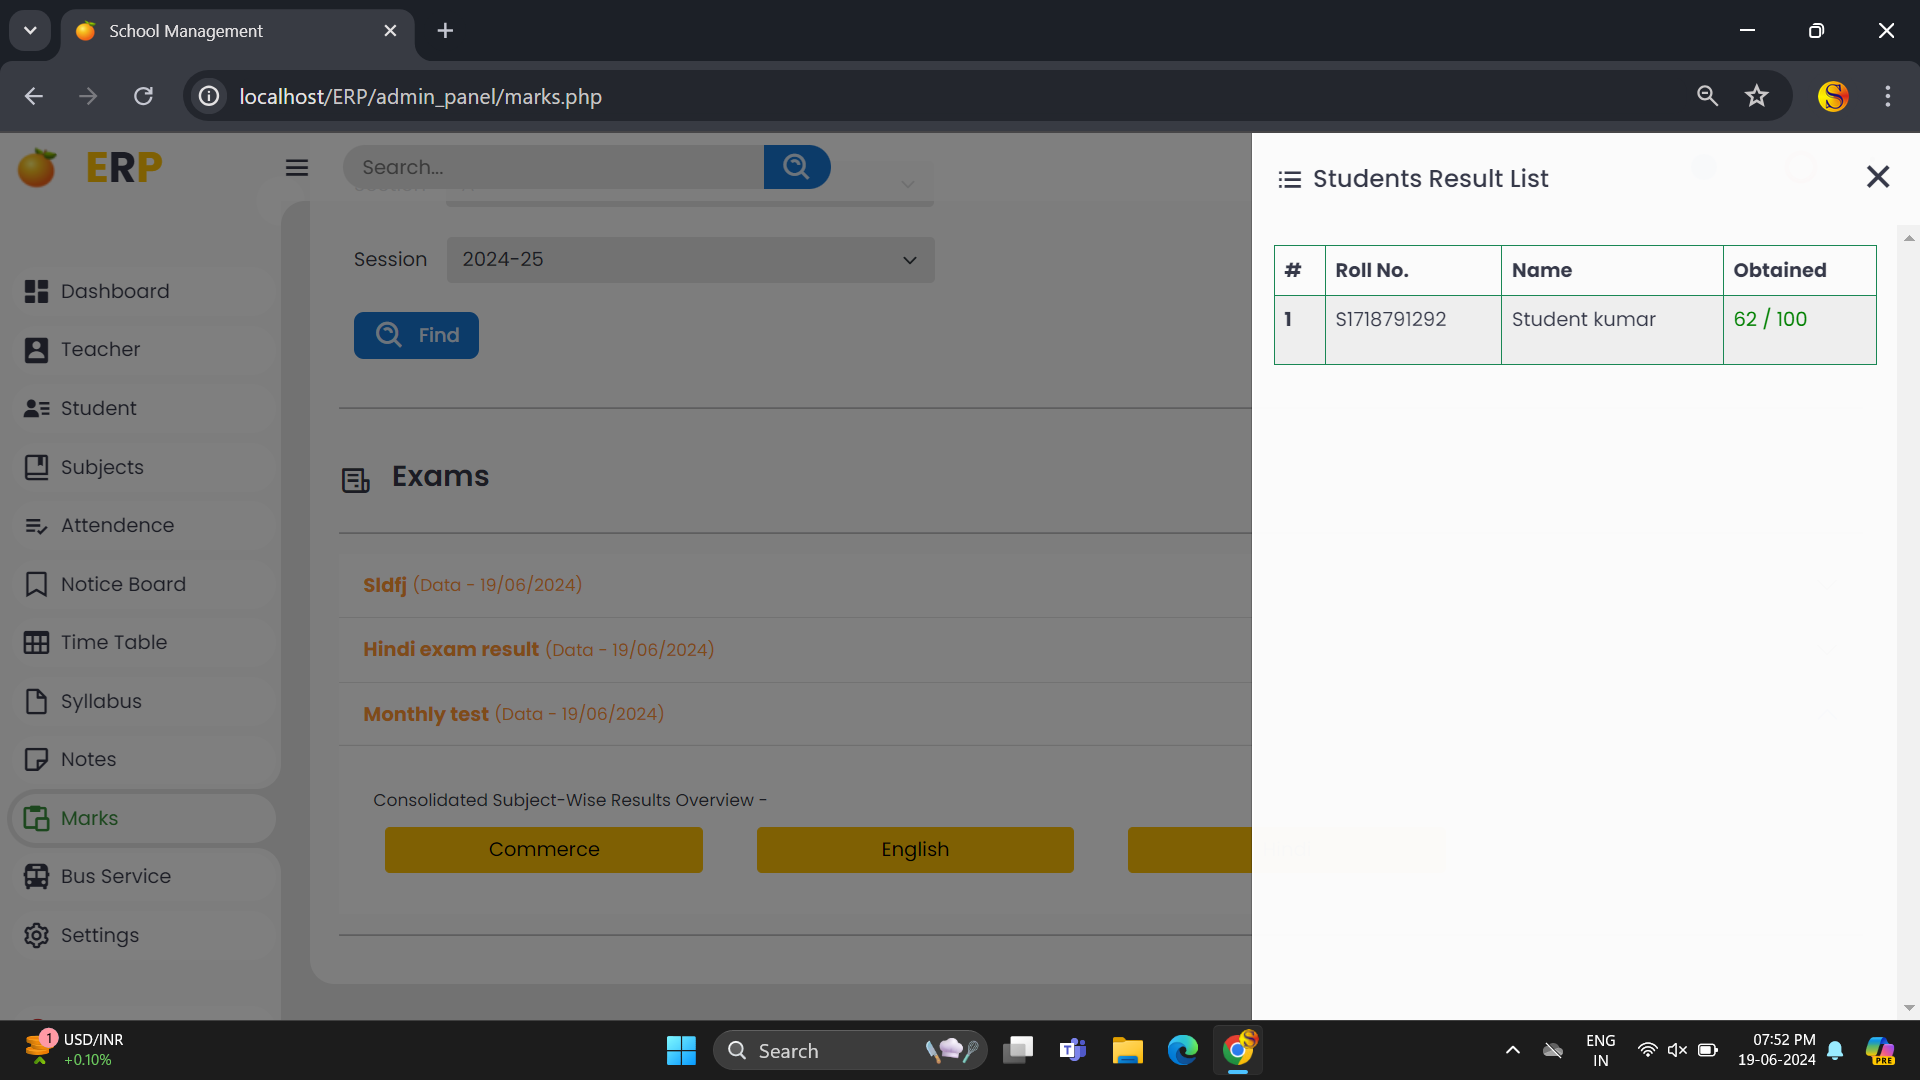 School Management
localhost/ERP/admin_panel/marks.php
ERP
Search...
Students Result List
Session
2024-25
Find
# Roll No. Name Obtained
1 S1718791292 Student kumar 62 / 100
Dashboard
Teacher
Student
Subjects
Attendence
Notice Board
Time Table
Syllabus
Notes
Marks
Bus Service
Settings
Exams
Sldfj (Data - 19/06/2024)
Hindi exam result (Data - 19/06/2024)
Monthly test (Data - 19/06/2024)
Consolidated Subject-Wise Results Overview -
Commerce
English
1
USD/INR
+0.10%
Search
ENG
IN
07:52 PM
19-06-2024
PRE